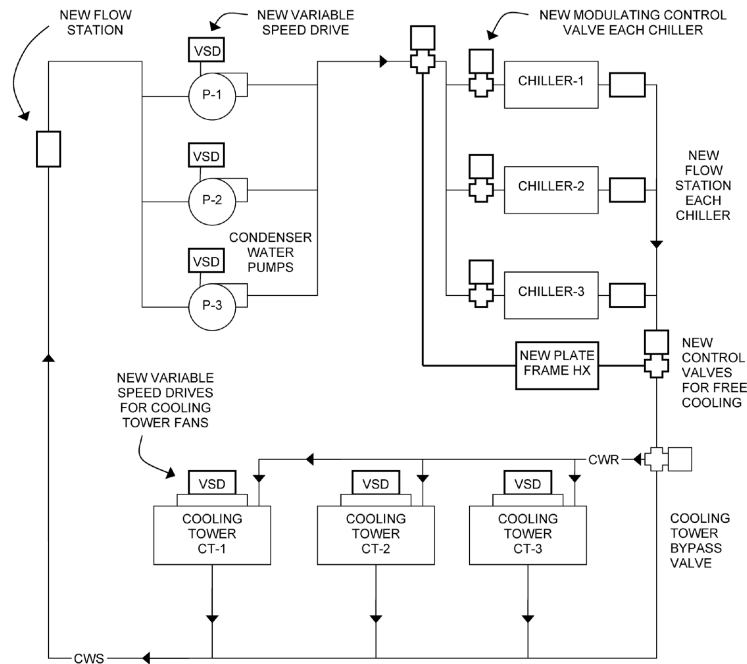 NEW FLOW
STATION
NEW VARIABLE
SPEED DRIVE
NEW MODULATING CONTROL
VALVE EACH CHILLER
VSD
P-1
CHILLER-1
VSD
P-2
CHILLER-2
NEW
FLOW
STATION
EACH
CHILLER
CONDENSER
WATER
PUMPS
VSD
P-3
CHILLER-3
NEW PLATE
FRAME HX
NEW
CONTROL
VALVES
FOR FREE
COOLING
NEW VARIABLE
SPEED DRIVES
FOR COOLING
TOWER FANS
CWR
VSD
VSD
VSD
COOLING
TOWER
CT-1
COOLING
TOWER
CT-2
COOLING
TOWER
CT-3
COOLING
TOWER
BYPASS
VALVE
CWS